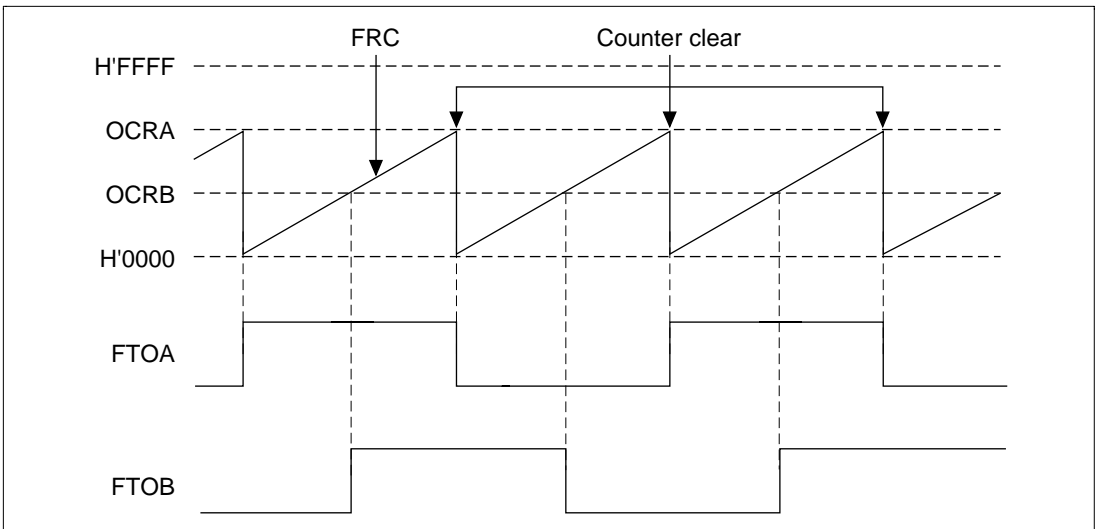 FRC
Counter clear
H'FFFF
OCRA
OCRB
H'0000
FTOA
FTOB